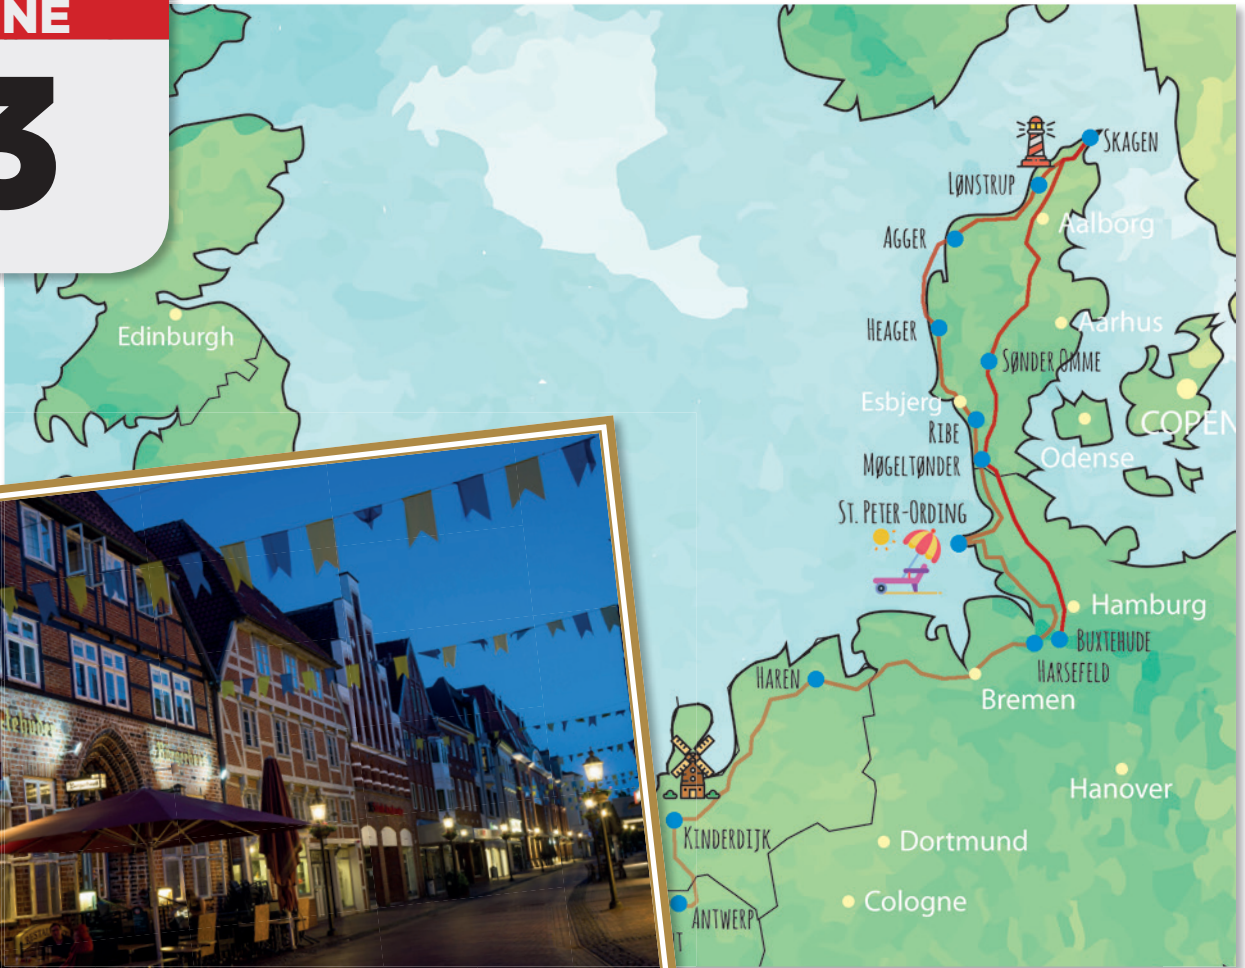 NE
3
SKAGEN
LØNSTRUP
Aalborg
AGGER
Edinburgh
HEAGER
Aarhus
SØNDER OMME
Esbjerg
COPEN
RIBE
Odense
MØGELTØNDER
ST. PETER-ORDING
Hamburg
BUXTEHUDE
HARSEFELD
HAREN
Bremen
Hanover
KINDERDIJK
Dortmund
Cologne
ANTWERP
T